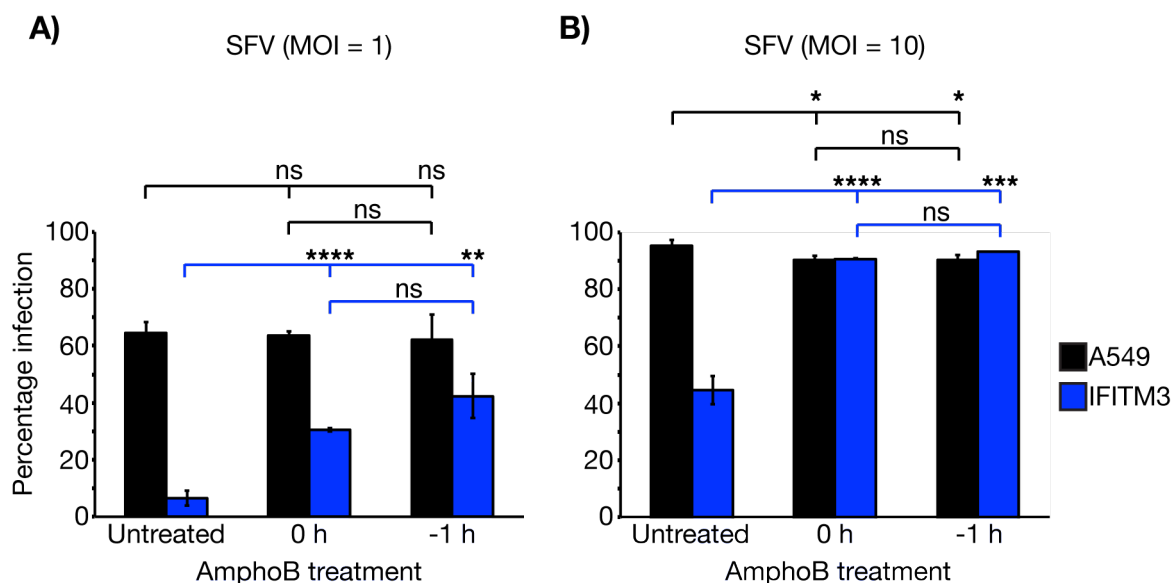 A)
SFV (MOI = 1)
ns
ns
ns
****
**
ns
Percentage infection
100
80
60
40
20
0
Untreated
0 h
-1 h
AmphoB treatment
B)
SFV (MOI = 10)
*
*
ns
****
***
ns
100
80
60
40
20
0
Untreated
0 h
-1 h
AmphoB treatment
A549
IFITM3